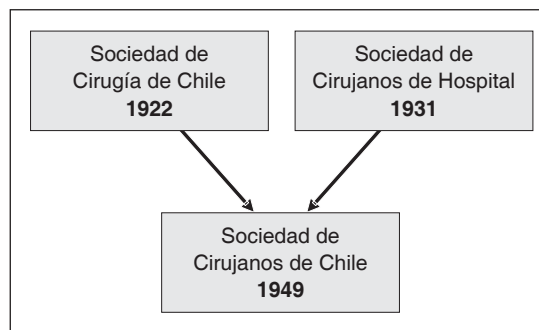 Sociedad de
Cirugía de Chile
1922
Sociedad de
Cirujanos de Hospital
1931
Sociedad de
Cirujanos de Chile
1949